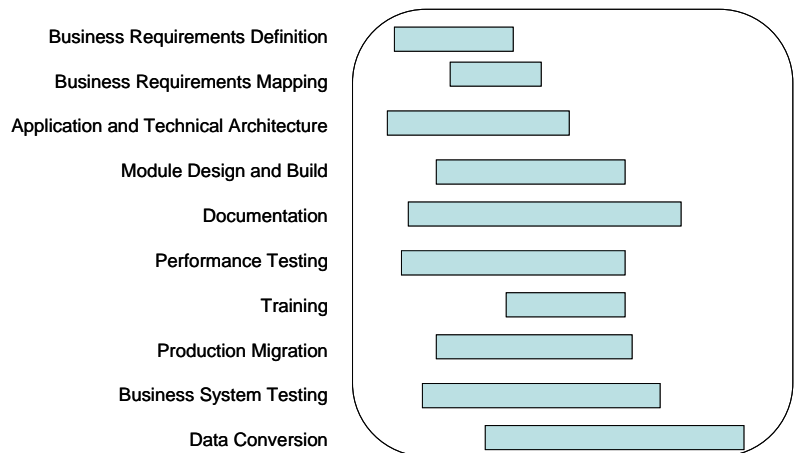 Business Requirements Definition
Business Requirements Mapping
Application and Technical Architecture
Module Design and Build
Documentation
Performance Testing
Training
Production Migration
Business System Testing
Data Conversion